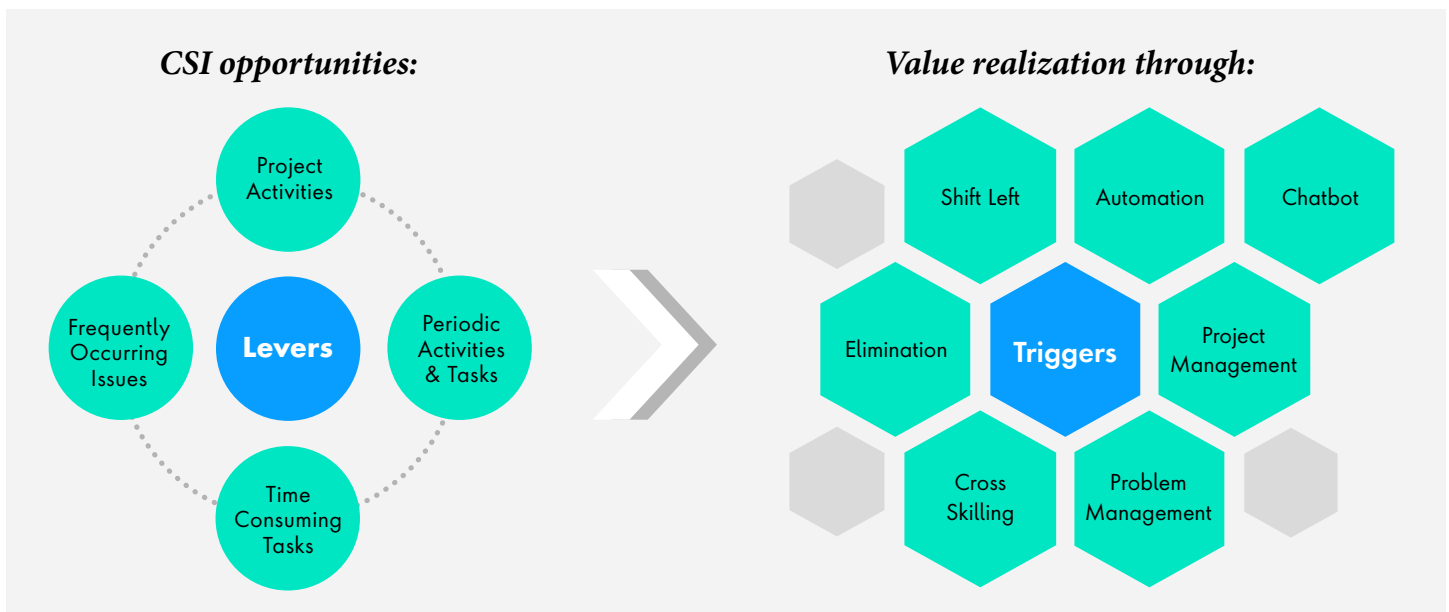 CSI opportunities:
Project
Activities
Frequently
Occurring
Issues
Levers
Periodic
Activities
& Tasks
Time
Consuming
Tasks
Value realization through:
Shift Left
Automation
Chatbot
Elimination
Triggers
Project
Management
Cross
Skilling
Problem
Management